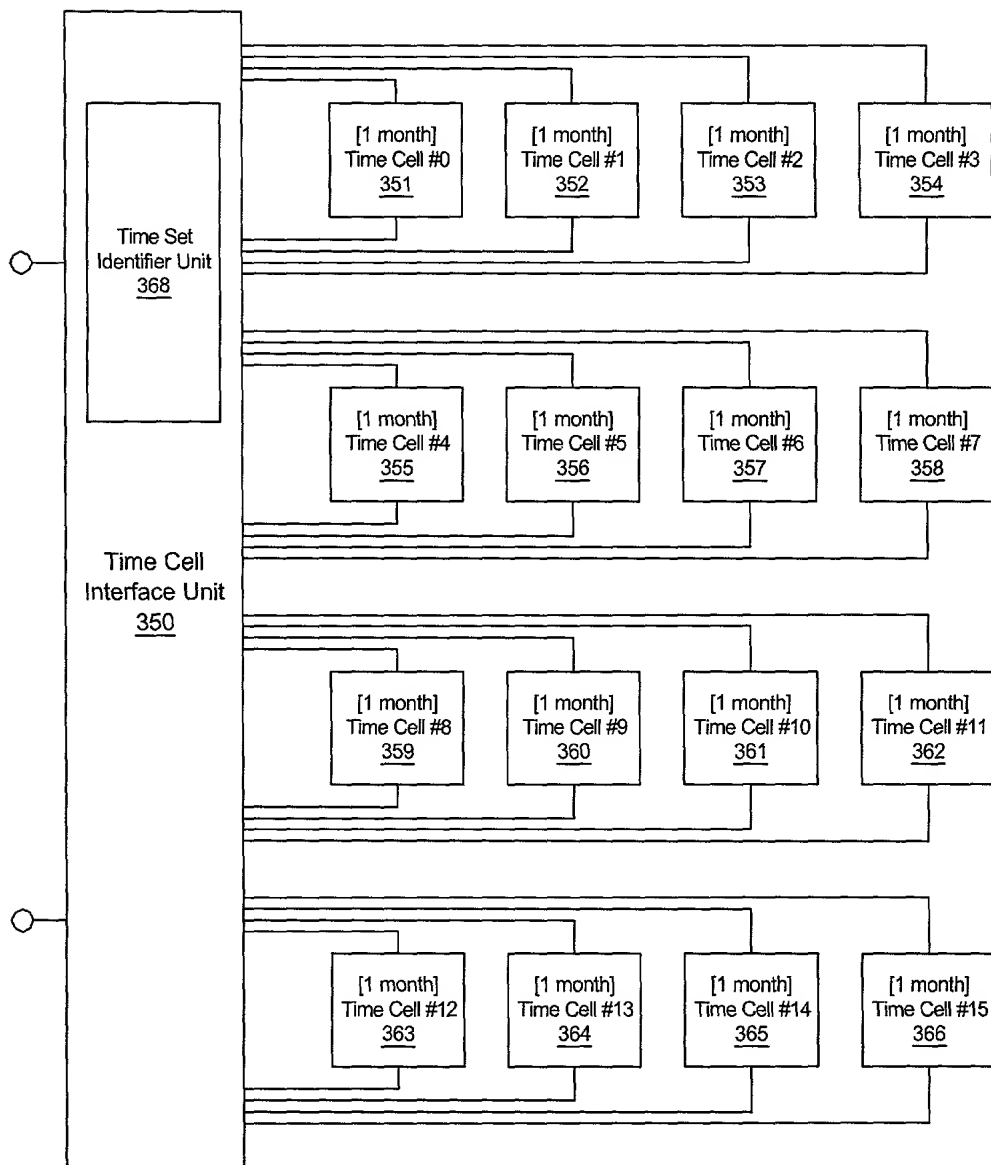 Time Set
Identifier Unit
368
Time Cell
Interface Unit
350
[1 month]
Time Cell #0
351
[1 month]
Time Cell #1
352
[1 month]
Time Cell #2
353
[1 month]
Time Cell #3
354
[1 month]
Time Cell #4
355
[1 month]
Time Cell #5
356
[1 month]
Time Cell #6
357
[1 month]
Time Cell #7
358
[1 month]
Time Cell #8
359
[1 month]
Time Cell #9
360
[1 month]
Time Cell #10
361
[1 month]
Time Cell #11
362
[1 month]
Time Cell #12
363
[1 month]
Time Cell #13
364
[1 month]
Time Cell #14
365
[1 month]
Time Cell #15
366